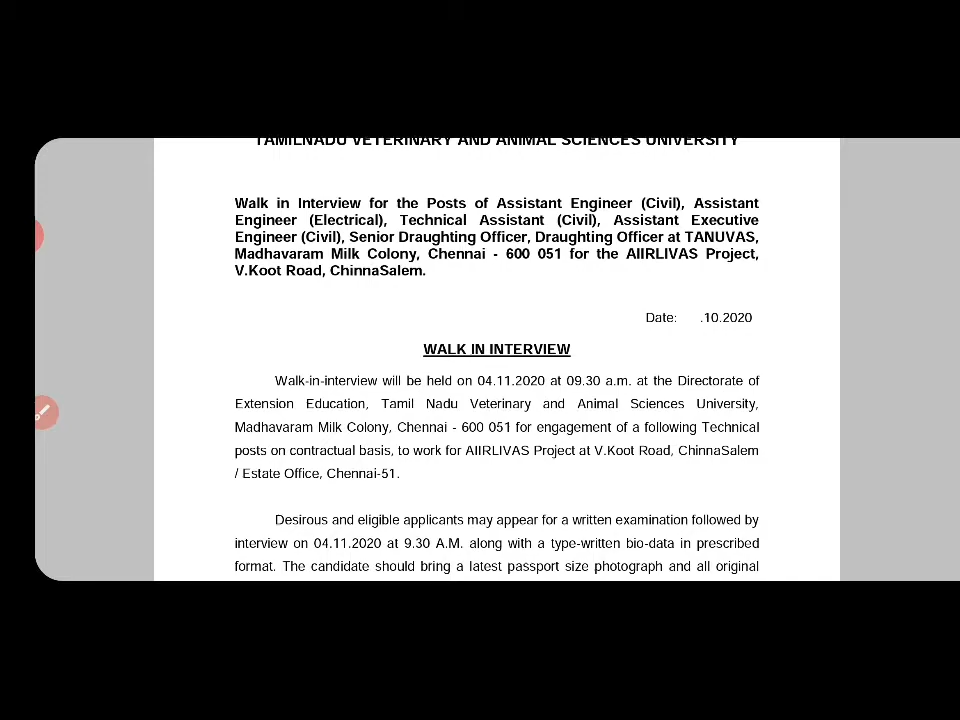 TAMILNADU VETERINARY AND ANIMAL SCIENCES UNIVERSITY
Walk in Interview for the Posts of Assistant Engineer (Civil), Assistant
Engineer (Electrical), Technical Assistant (Civil), Assistant Executive
Engineer (Civil), Senior Draughting Officer, Draughting Officer at TANUVAS,
Madhavaram Milk Colony, Chennai - 600 051 for the AIIRLIVAS Project,
V.Koot Road, ChinnaSalem.
Date: .10.2020
WALK IN INTERVIEW
Walk-in-interview will be held on 04.11.2020 at 09.30 a.m. at the Directorate of
Extension Education, Tamil Nadu Veterinary and Animal Sciences University,
Madhavaram Milk Colony, Chennai - 600 051 for engagement of a following Technical
posts on contractual basis, to work for AIIRLIVAS Project at V.Koot Road, ChinnaSalem
/ Estate Office, Chennai-51.
Desirous and eligible applicants may appear for a written examination followed by
interview on 04.11.2020 at 9.30 A.M. along with a type-written bio-data in prescribed
format. The candidate should bring a latest passport size photograph and all original